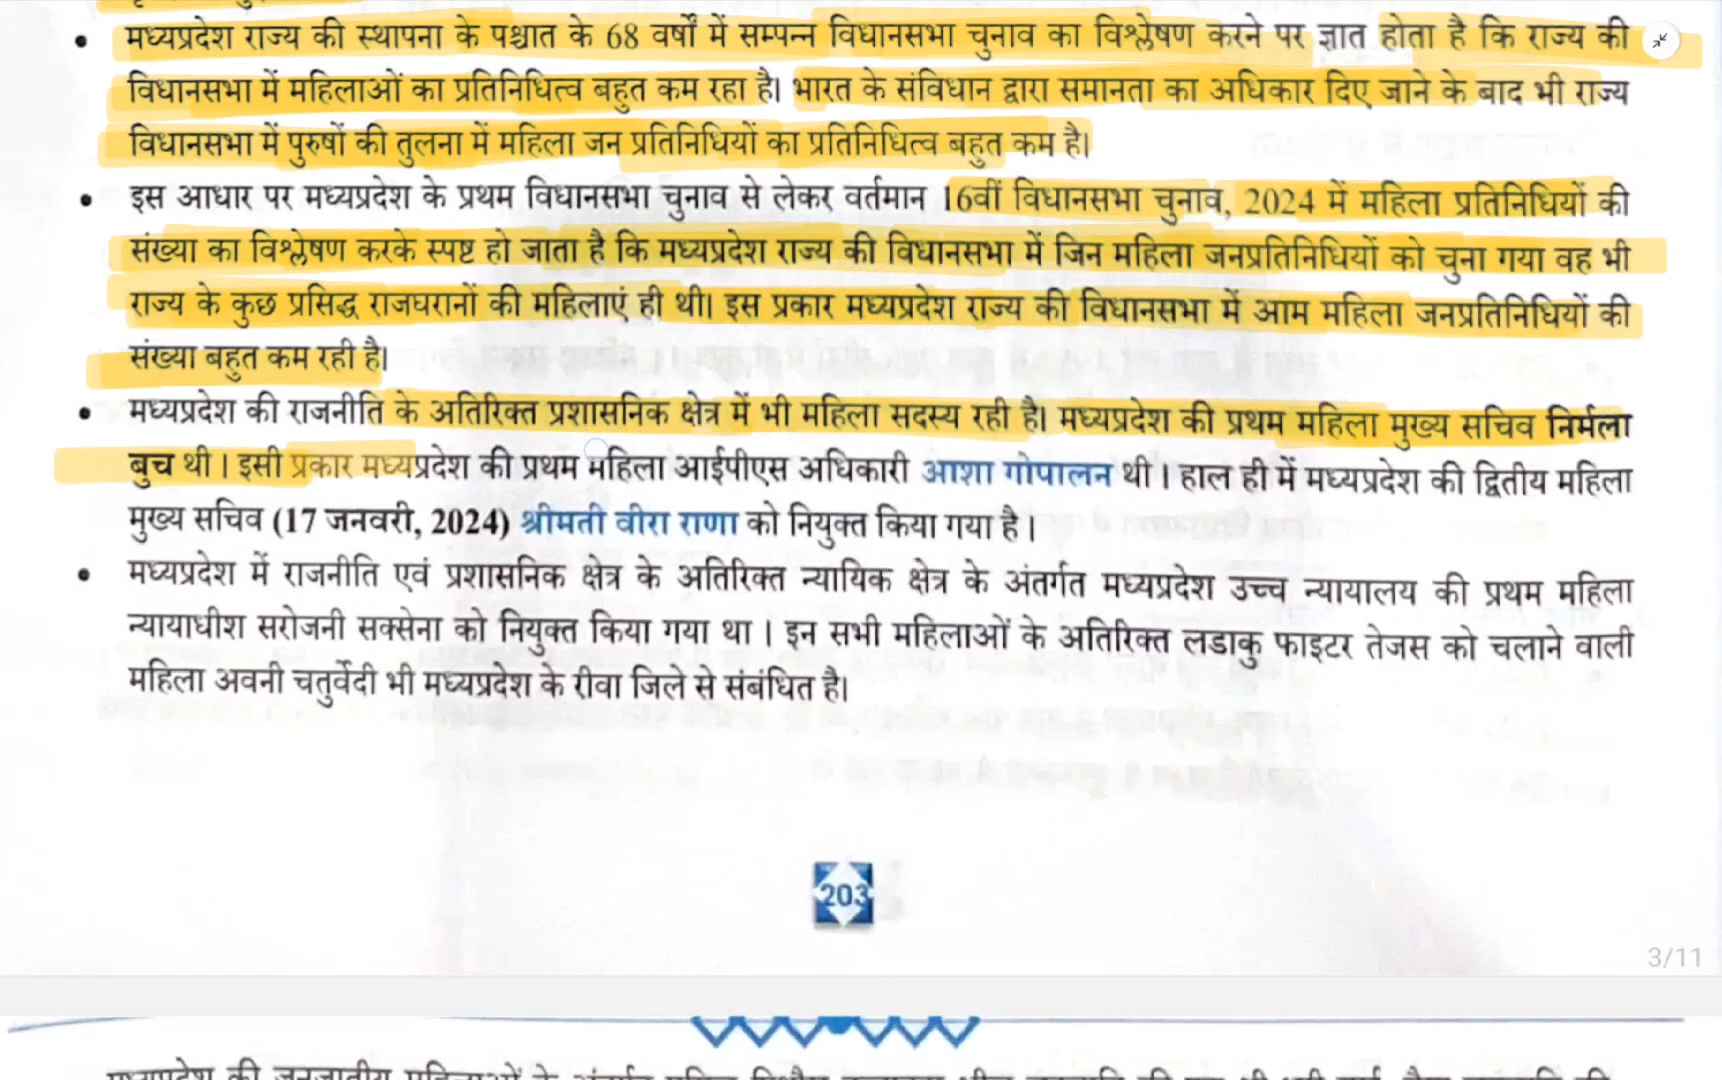 मध्यप्रदेश राज्य की स्थापना के पश्चात के 68 वर्षों में सम्पन्न विधानसभा चुनाव का विश्लेषण करने पर ज्ञात होता है कि राज्य की
विधानसभा में महिलाओं का प्रतिनिधित्व बहुत कम रहा है। भारत के संविधान द्वारा समानता का अधिकार दिए जाने के बाद भी राज्य
विधानसभा में पुरुषों की तुलना में महिला जन प्रतिनिधियों का प्रतिनिधित्व बहुत कम है।
इस आधार पर मध्यप्रदेश के प्रथम विधानसभा चुनाव से लेकर वर्तमान 16वीं विधानसभा चुनाव, 2024 में महिला प्रतिनिधियों की
संख्या का विश्लेषण करके स्पष्ट हो जाता है कि मध्यप्रदेश राज्य की विधानसभा में जिन महिला जनप्रतिनिधियों को चुना गया वह भी
राज्य के कुछ प्रसिद्ध राजघरानों की महिलाएं ही थी। इस प्रकार मध्यप्रदेश राज्य की विधानसभा में आम महिला जनप्रतिनिधियों की
संख्या बहुत कम रही है।
मध्यप्रदेश की राजनीति के अतिरिक्त प्रशासनिक क्षेत्र में भी महिला सदस्य रही है। मध्यप्रदेश की प्रथम महिला मुख्य सचिव निर्मला
बुच थी । इसी प्रकार मध्यप्रदेश की प्रथम महिला आईपीएस अधिकारी आशा गोपालन थी । हाल ही में मध्यप्रदेश की द्वितीय महिला
मुख्य सचिव (17 जनवरी, 2024) श्रीमती वीरा राणा को नियुक्त किया गया है ।
मध्यप्रदेश में राजनीति एवं प्रशासनिक क्षेत्र के अतिरिक्त न्यायिक क्षेत्र के अंतर्गत मध्यप्रदेश उच्च न्यायालय की प्रथम महिला
न्यायाधीश सरोजनी सक्सेना को नियुक्त किया गया था । इन सभी महिलाओं के अतिरिक्त लडाकु फाइटर तेजस को चलाने वाली
महिला अवनी चतुर्वेदी भी मध्यप्रदेश के रीवा जिले से संबंधित है।
203
3/11